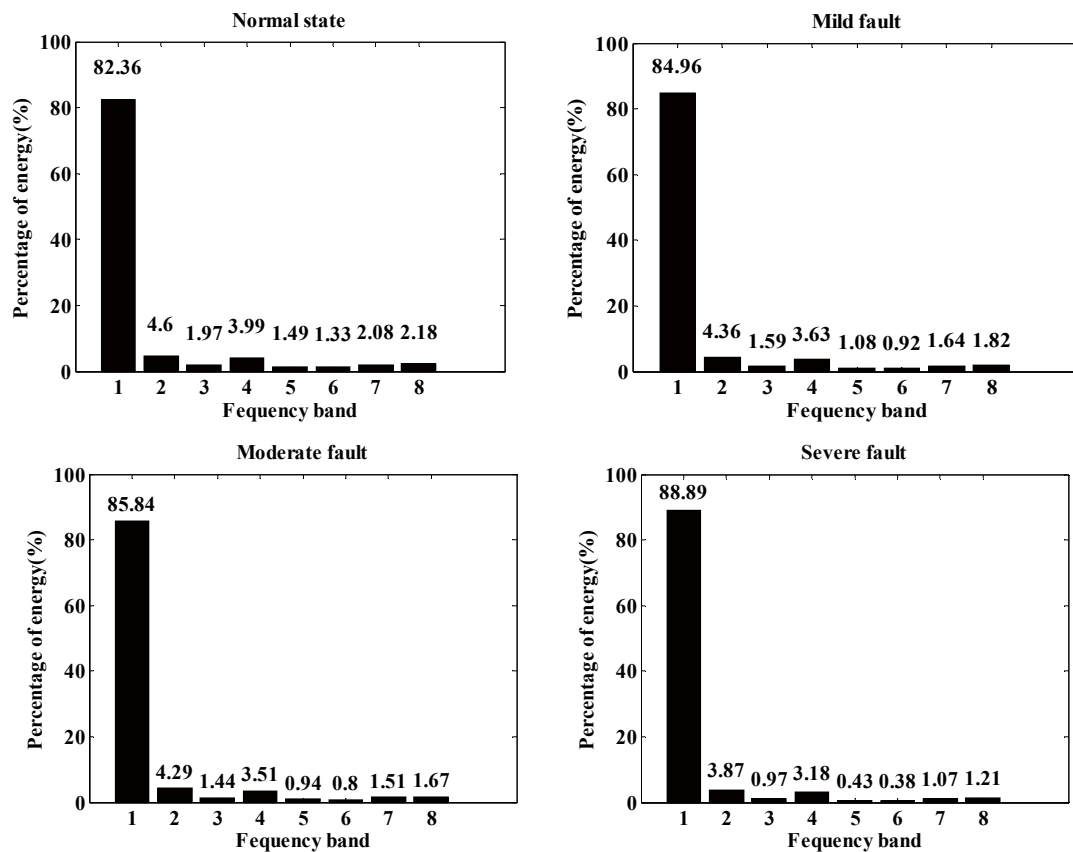 Normal state
100
80
60
40
20
0
Percentage of energy(%)
82.36
4.6 1.97 3.99 1.49 1.33 2.08 2.18
1 2 3 4 5 6 7 8
Fequency band
Mild fault
100
80
60
40
20
0
Percentage of energy(%)
84.96
4.36 1.59 3.63 1.08 0.92 1.64 1.82
1 2 3 4 5 6 7 8
Fequency band
Moderate fault
100
80
60
40
20
0
Percentage of energy(%)
85.84
4.29 1.44 3.51 0.94 0.8 1.51 1.67
1 2 3 4 5 6 7 8
Fequency band
Severe fault
100
80
60
40
20
0
Percentage of energy(%)
88.89
3.87 0.97 3.18 0.43 0.38 1.07 1.21
1 2 3 4 5 6 7 8
Fequency band